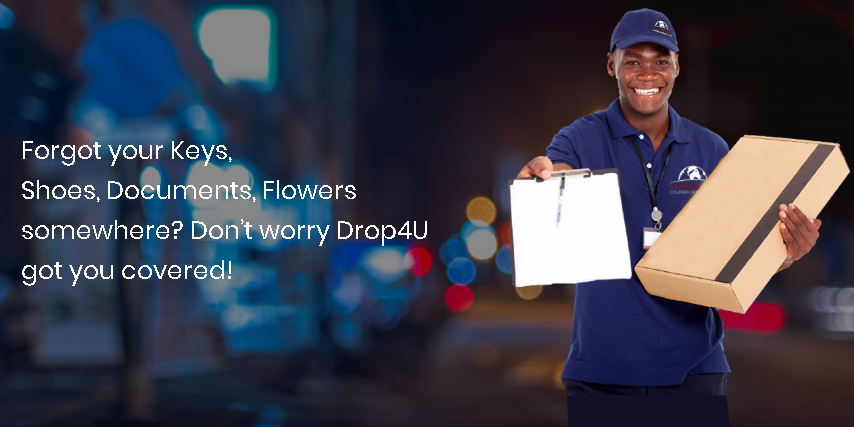 Forgot your Keys,
Shoes, Documents, Flowers
somewhere? Don't worry Drop4U
got you covered!